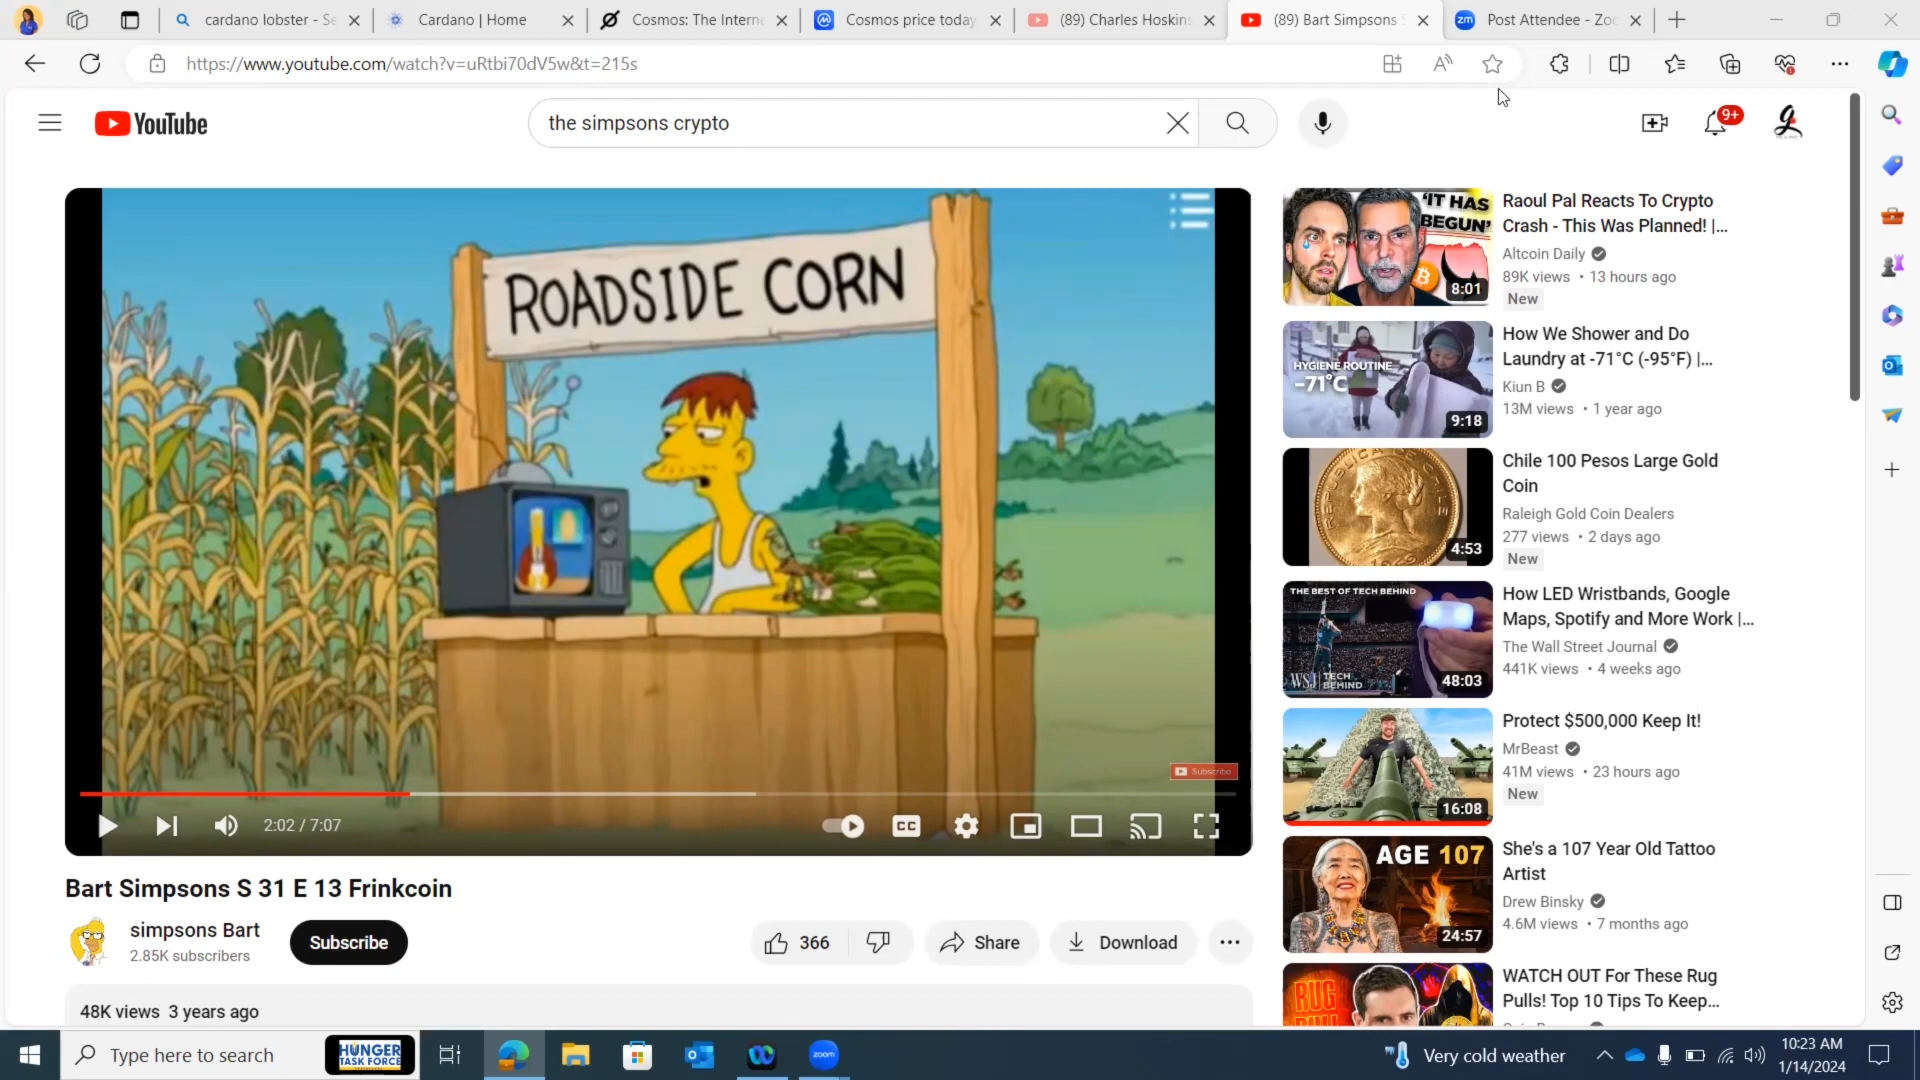 cardano lobster - Se
Cardano | Home
Cosmos: The Interne
Cosmos price today
(89) Charles Hoskins
(89) Bart Simpsons S
zm
Post Attendee - Zoo
https://www.youtube.com/watch?v=uRtbi70dV5w&t=215s
YouTube
the simpsons crypto
9+
ROADSIDE CORN
Subscribe
2:02 / 7:07
CC
Bart Simpsons S 31 E 13 Frinkcoin
simpsons Bart
2.85K subscribers
Subscribe
366
Share
Download
48K views 3 years ago
'IT HAS
BEGUN'
8:01
Raoul Pal Reacts To Crypto
Crash - This Was Planned! |...
Altcoin Daily
89K views • 13 hours ago
New
HYGIENE ROUTINE
-71°C
9:18
How We Shower and Do
Laundry at -71°C (-95°F) |...
Kiun B
13M views • 1 year ago
4:53
Chile 100 Pesos Large Gold
Coin
Raleigh Gold Coin Dealers
277 views • 2 days ago
New
THE BEST OF TECH BEHIND
WSJ TECH
BEHIND
48:03
How LED Wristbands, Google
Maps, Spotify and More Work |...
The Wall Street Journal
441K views • 4 weeks ago
16:08
Protect $500,000 Keep It!
MrBeast
41M views • 23 hours ago
New
AGE 107
24:57
She's a 107 Year Old Tattoo
Artist
Drew Binsky
4.6M views • 7 months ago
RUG
WATCH OUT For These Rug
Pulls! Top 10 Tips To Keep...
Type here to search
HUNGER
TASK FORCE
zoom
Very cold weather
10:23 AM
1/14/2024